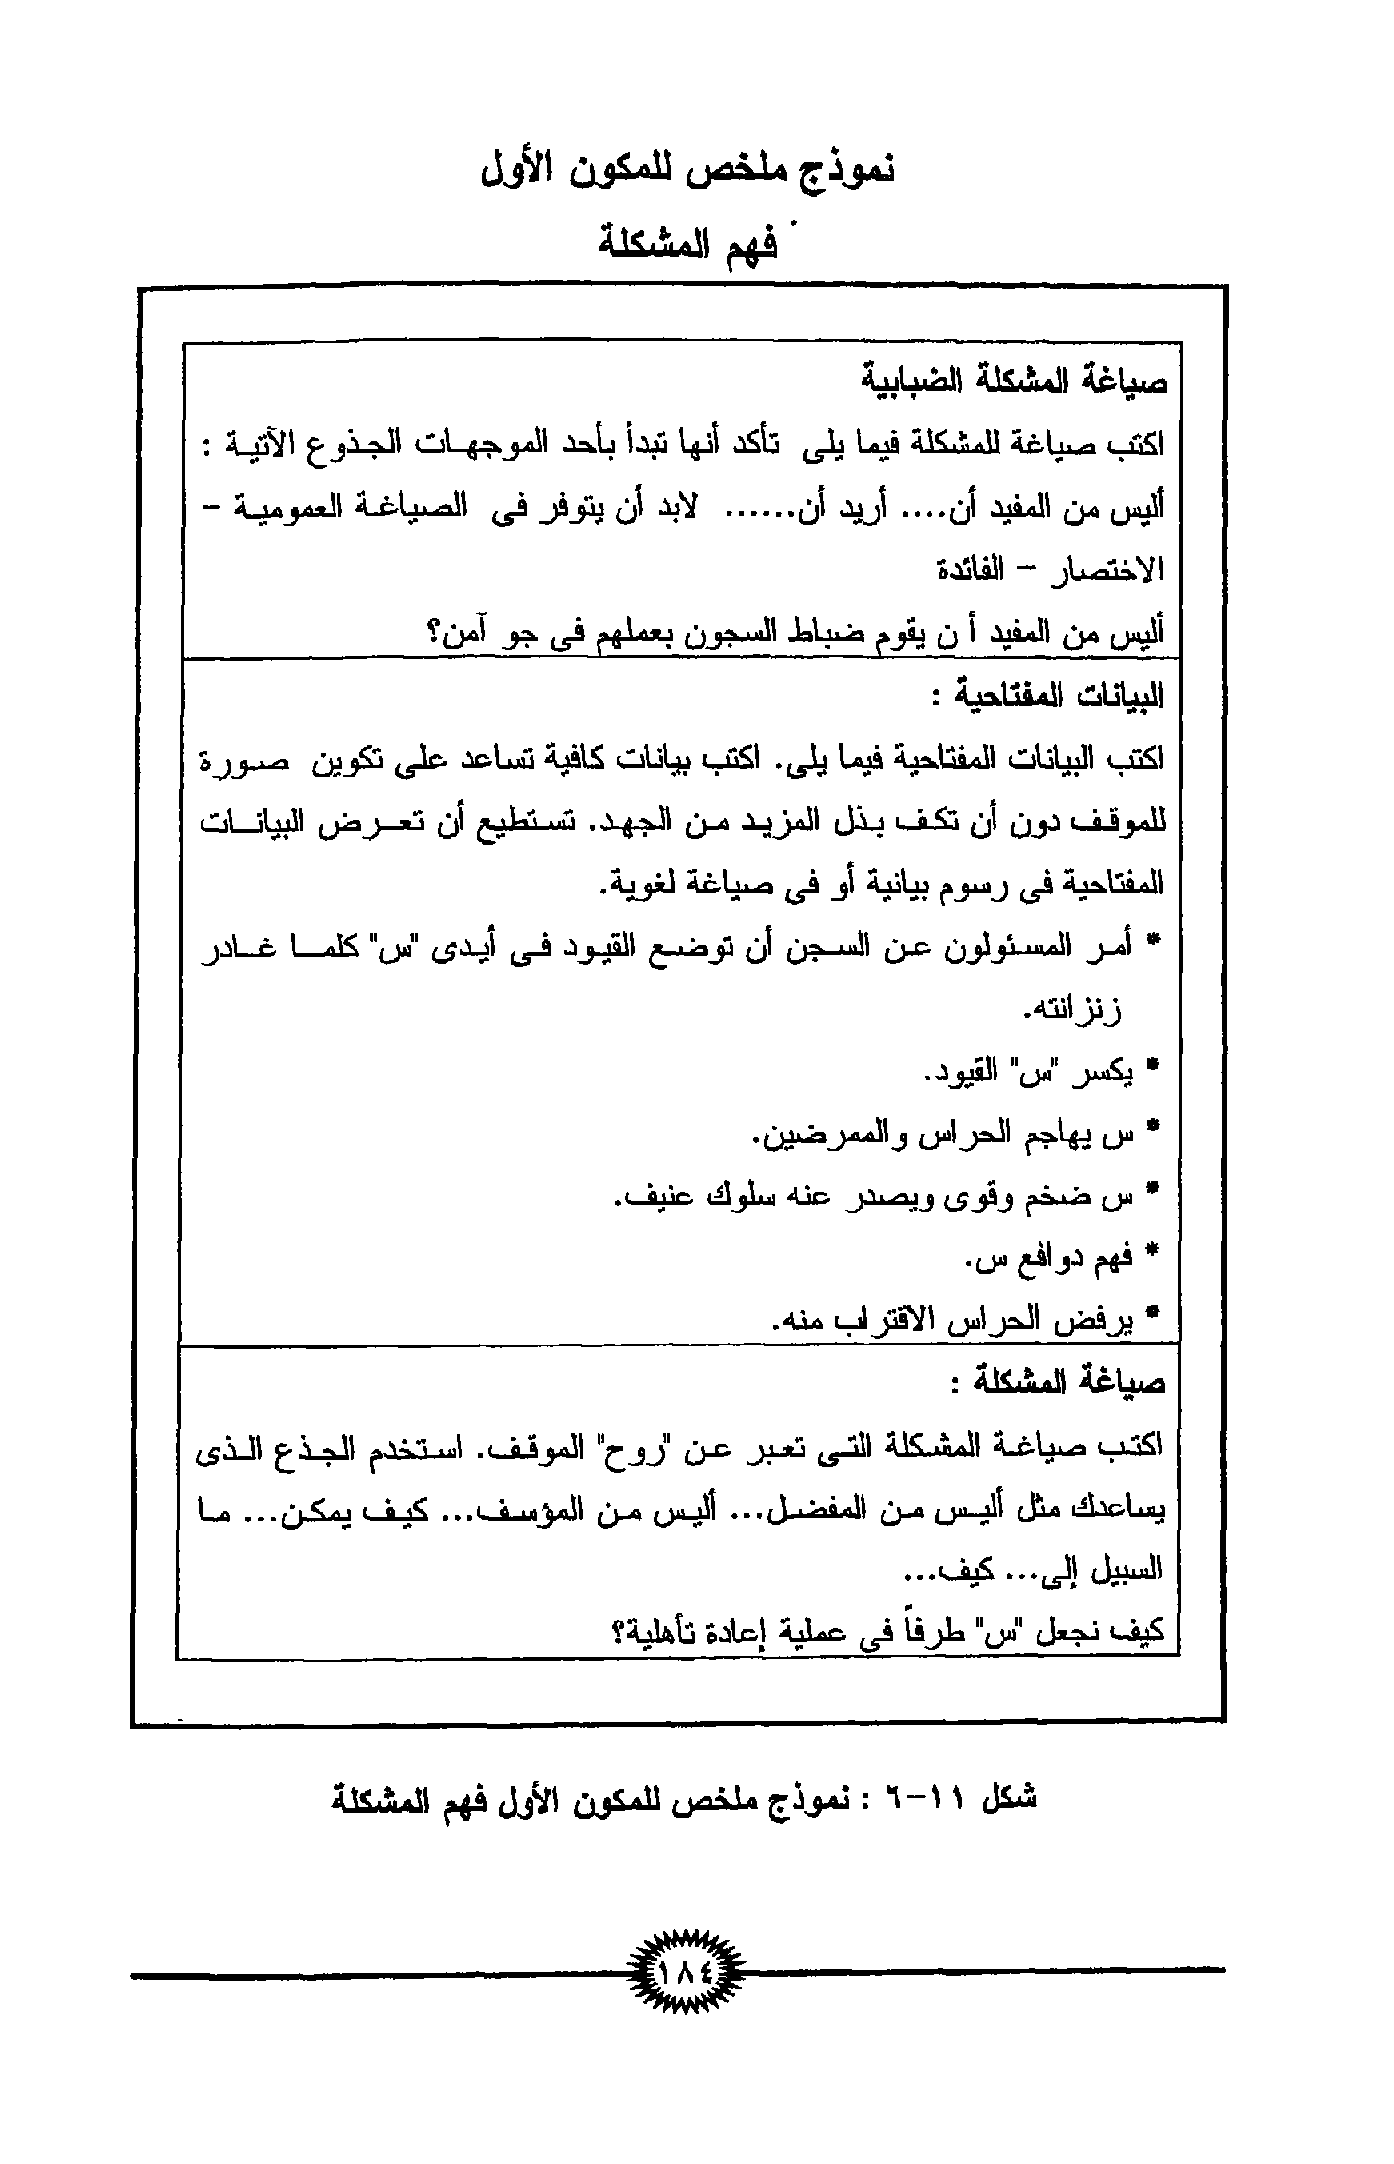 نموذج ملخص للمكون الأول
فهم المشكلة
صياغة المشكلة الضبابية
اكتب صياغة للمشكلة فيما يلى تأكد أنها تبدأ بأحد الموجهات الجذوع الآتية :
أليس من المفيد أن.... أريد أن...... لابد أن يتوفر فى الصياغة العمومية -
الاختصار - الفائدة
أليس من المفيد أ ن يقوم ضباط السجون بعملهم فى جو آمن؟
البيانات المفتاحية :
اكتب البيانات المفتاحية فيما يلى. اكتب بيانات كافية تساعد على تكوين صورة
للموقف دون أن تكف بذل المزيد من الجهد. تستطيع أن تعرض البيانات
المفتاحية فى رسوم بيانية أو فى صياغة لغوية.
* أمر المسئولون عن السجن أن توضع القيود فى أيدى "س" كلما غادر
زنزانته.
* يكسر "س" القيود.
* س يهاجم الحراس والممرضين.
* س ضخم وقوى ويصدر عنه سلوك عنيف.
* فهم دوافع س.
* يرفض الحراس الاقتراب منه.
صياغة المشكلة :
اكتب صياغة المشكلة التى تعبر عن "روح" الموقف. استخدم الجذع الذى
يساعدك مثل أليس من المفضل... أليس من المؤسف... كيف يمكن... ما
السبيل إلى... كيف...
كيف نجعل "س" طرفاً فى عملية إعادة تأهلية؟
شكل ١١-٦ : نموذج ملخص للمكون الأول فهم المشكلة
١٨٤